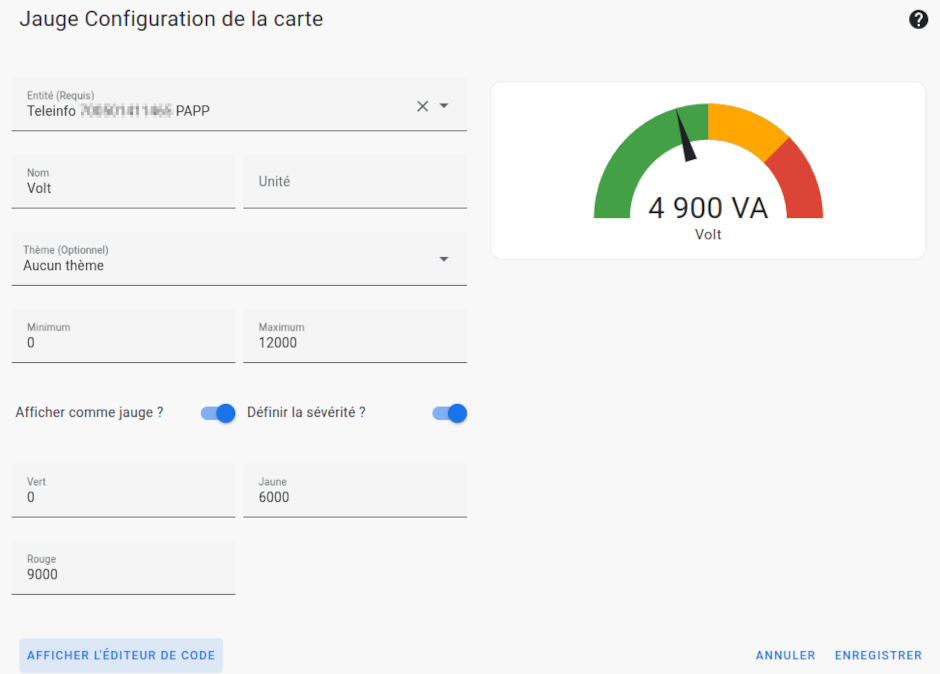 Jauge Configuration de la carte
Entité (Requis)
Teleinfo PAPP
Nom
Volt
Unité
Thème (Optionnel)
Aucun thème
Minimum
0
Maximum
12000
Afficher comme jauge ?
Définir la sévérité ?
Vert
0
Jaune
6000
Rouge
9000
4 900 VA
Volt
AFFICHER L'ÉDITEUR DE CODE
ANNULER
ENREGISTRER